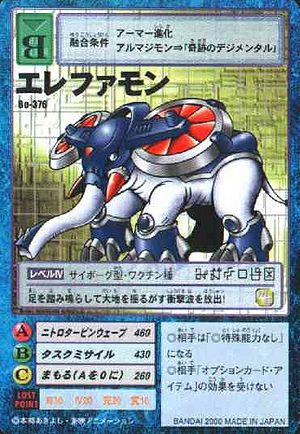 B
融合条件
アーマー進化
アルマジモン⇒「奇跡のデジメンタル」
エレファモン
Bo-376
レベルⅣ サイボーグ型・ワクチン種
足を踏み鳴らして大地を揺るがす衝撃波を放出!
A ニトロタービンウェーブ 460
B タスクミサイル 430
C まもる(Aを0に) 260
○相手は「○特殊能力なし」
になる
○相手「オプションカード・ア
イテム」の効果を受けない
LOST
POINT
Ⅳ20 完20 究10
©本郷あきよし・東映アニメーション
BANDAI 2000 MADE IN JAPAN